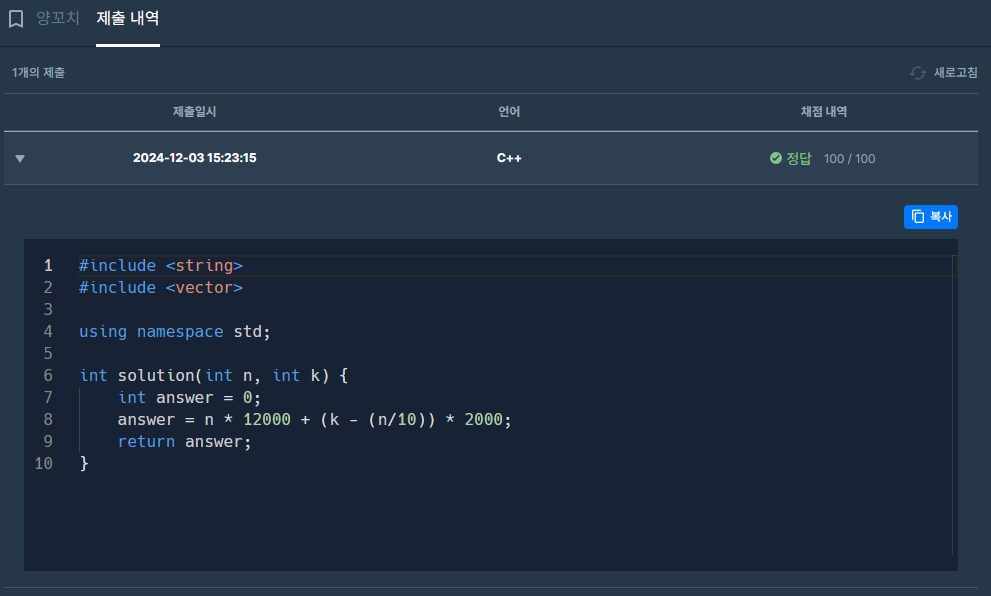 양꼬치 제출 내역
1개의 제출 새로고침
제출일시 언어 채점 내역
2024-12-03 15:23:15 C++ 정답 100 / 100
복사
1 #include <string>
2 #include <vector>
3
4 using namespace std;
5
6 int solution(int n, int k) {
7     int answer = 0;
8     answer = n * 12000 + (k - (n/10)) * 2000;
9     return answer;
10 }